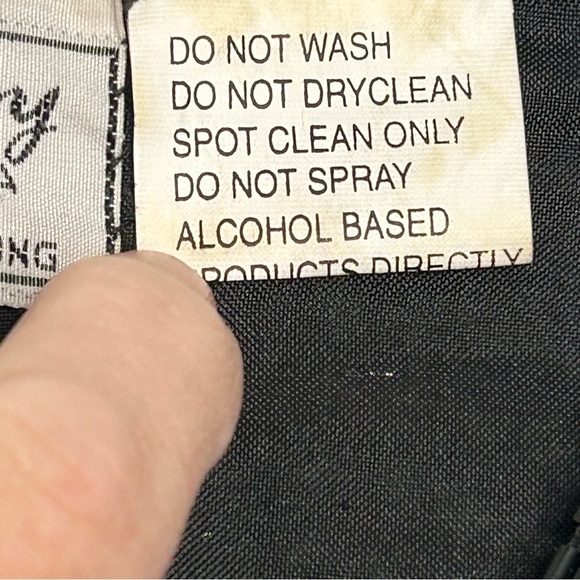 DO NOT WASH
DO NOT DRYCLEAN
SPOT CLEAN ONLY
DO NOT SPRAY
ALCOHOL BASED
PRODUCTS DIRECTLY